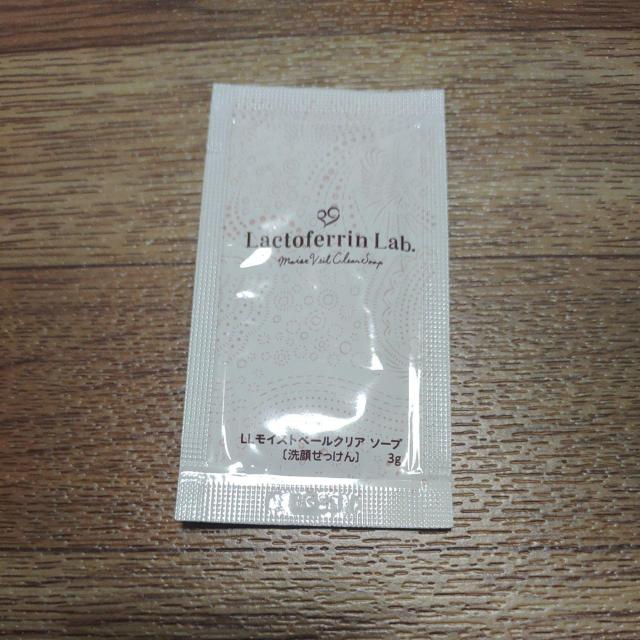 Lactoferrin Lab.
Moist Veil Clear Soap
LLモイストベールクリア ソープ
〔洗顔せっけん〕 3g